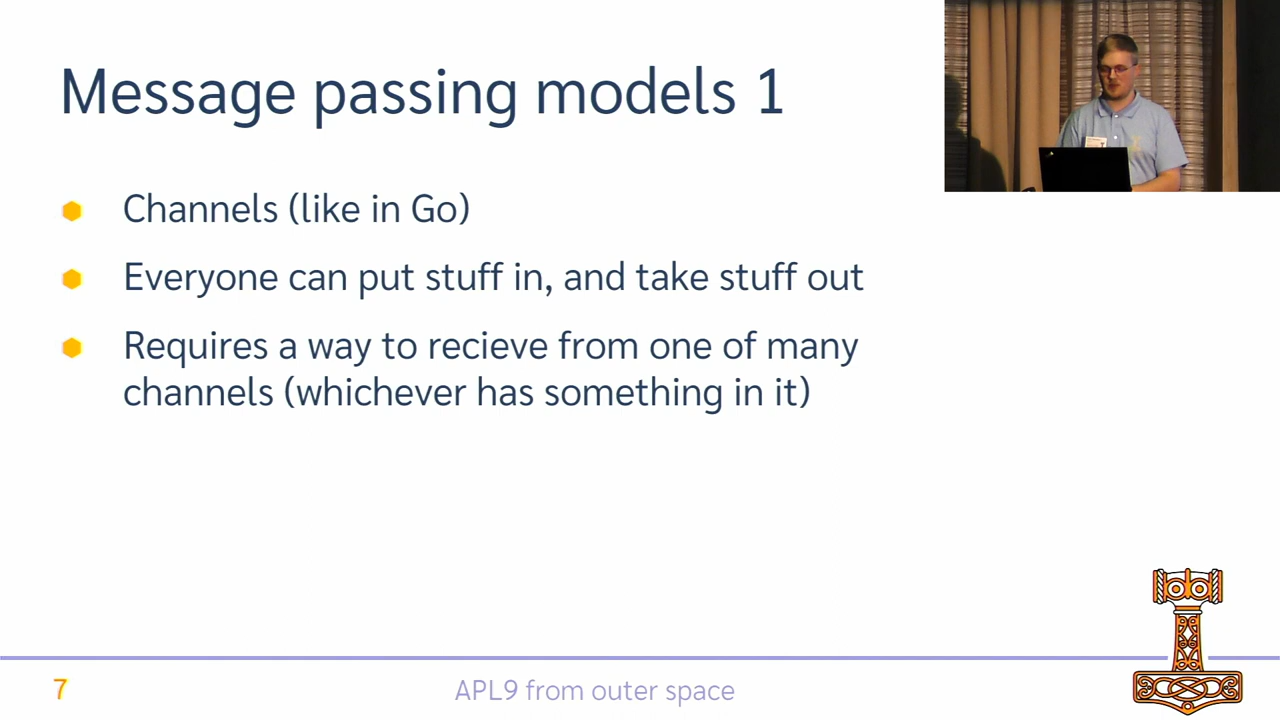 Message passing models 1
Channels (like in Go)
Everyone can put stuff in, and take stuff out
Requires a way to recieve from one of many
channels (whichever has something in it)
7
APL9 from outer space